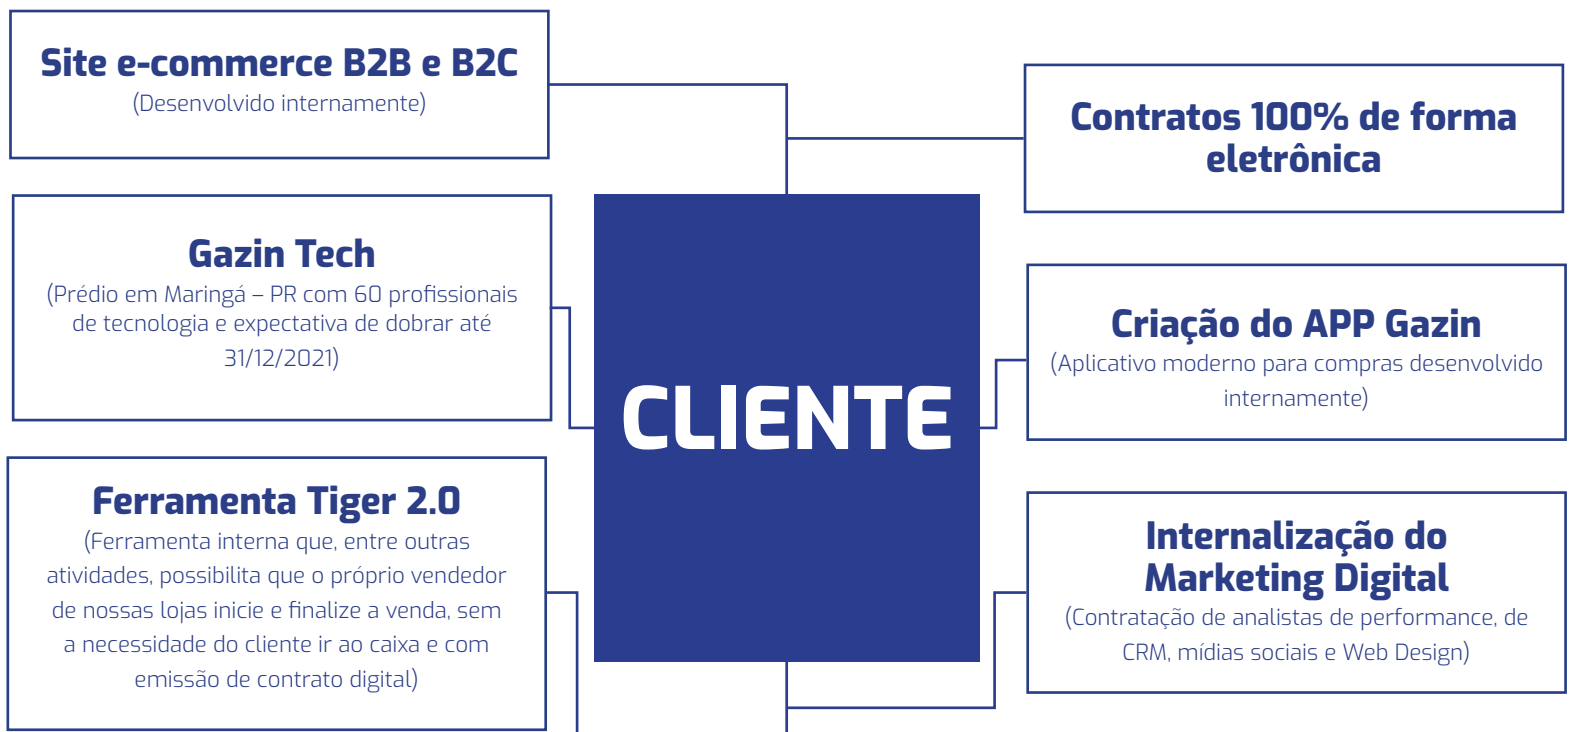 Site e-commerce B2B e B2C
(Desenvolvido internamente)
Gazin Tech
(Prédio em Maringá – PR com 60 profissionais
de tecnologia e expectativa de dobrar até
31/12/2021)
Ferramenta Tiger 2.0
(Ferramenta interna que, entre outras
atividades, possibilita que o próprio vendedor
de nossas lojas inicie e finalize a venda, sem
a necessidade do cliente ir ao caixa e com
emissão de contrato digital)
CLIENTE
Contratos 100% de forma
eletrônica
Criação do APP Gazin
(Aplicativo moderno para compras desenvolvido
internamente)
Internalização do
Marketing Digital
(Contratação de analistas de performance, de
CRM, mídias sociais e Web Design)